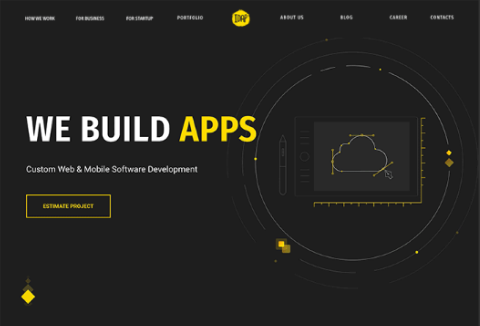 HOW WE WORK
FOR BUSINESS
FOR STARTUP
PORTFOLIO
IDAP
ABOUT US
BLOG
CAREER
CONTACTS
WE BUILD APPS
Custom Web & Mobile Software Development
ESTIMATE PROJECT